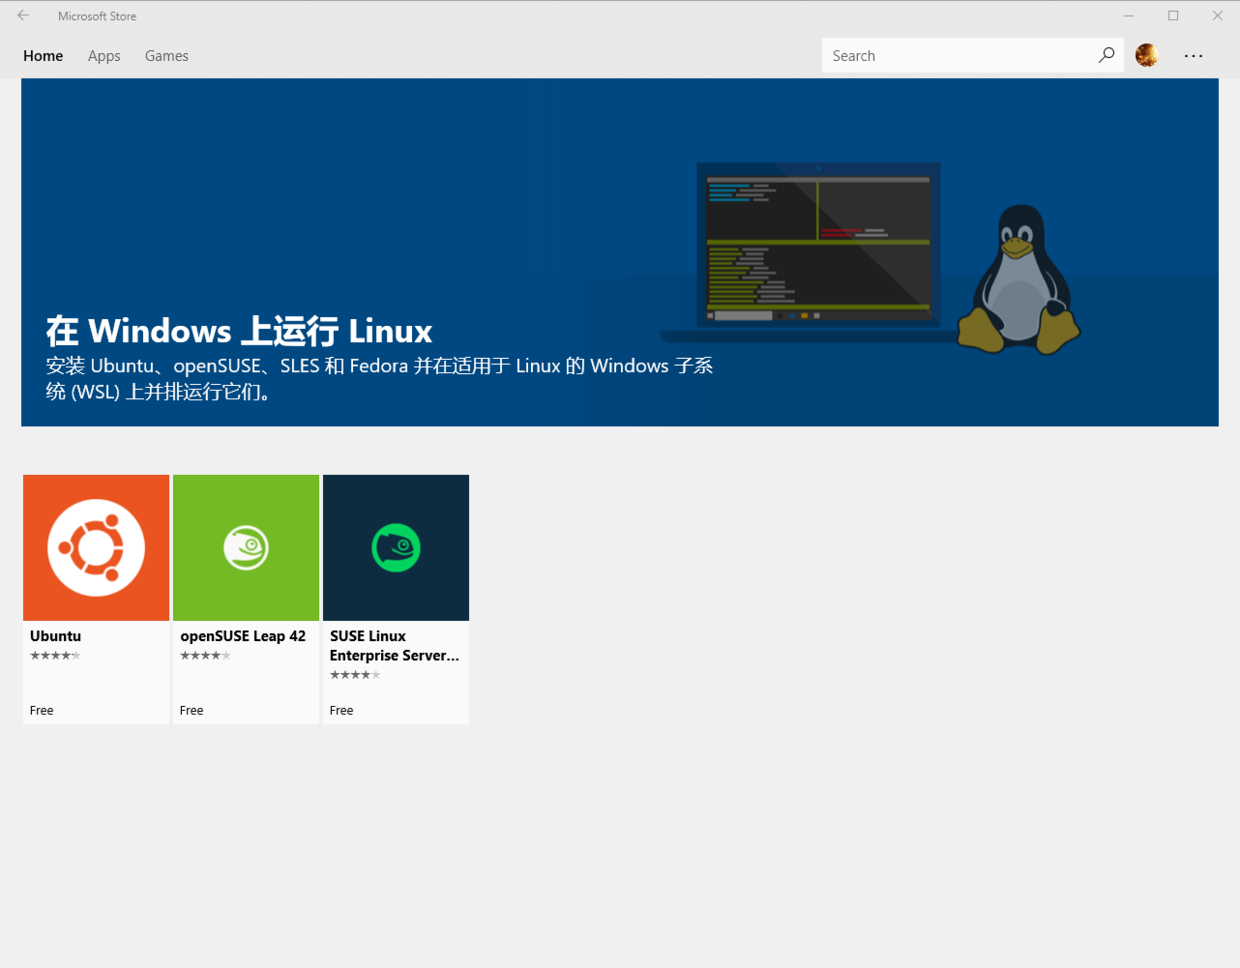 Microsoft Store
Home Apps Games Search
在 Windows 上运行 Linux
安装 Ubuntu、openSUSE、SLES 和 Fedora 并在适用于 Linux 的 Windows 子系
统 (WSL) 上并排运行它们。
Ubuntu
Free
openSUSE Leap 42
Free
SUSE Linux
Enterprise Server...
Free